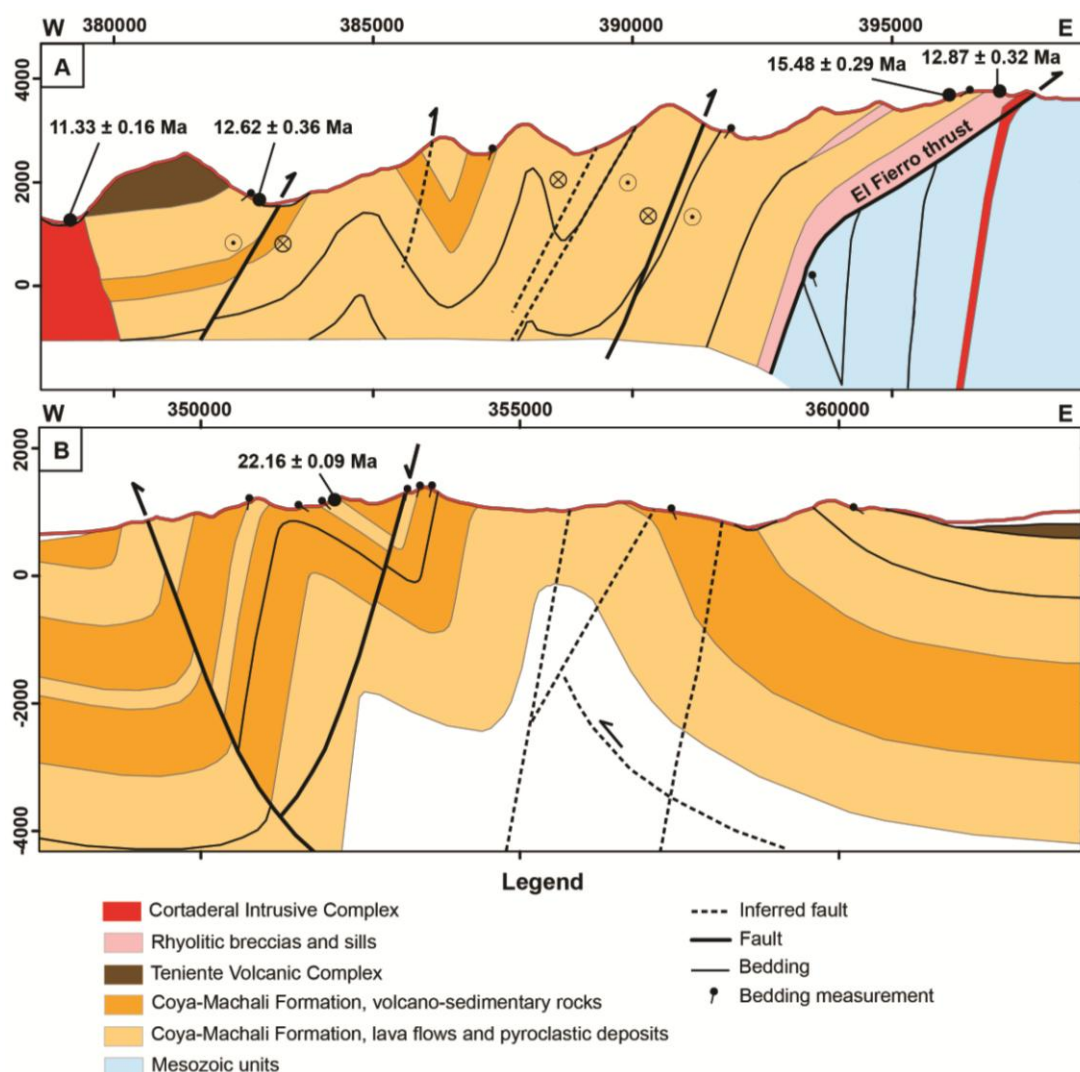 W 380000 385000 390000 395000 E
A
4000
2000
0
15.48 ± 0.29 Ma 12.87 ± 0.32 Ma
11.33 ± 0.16 Ma 12.62 ± 0.36 Ma
El Fierro thrust
W 350000 355000 360000 E
B
2000
0
-2000
-4000
22.16 ± 0.09 Ma
Legend
Cortaderal Intrusive Complex
Rhyolitic breccias and sills
Teniente Volcanic Complex
Coya-Machali Formation, volcano-sedimentary rocks
Coya-Machali Formation, lava flows and pyroclastic deposits
Mesozoic units
Inferred fault
Fault
Bedding
Bedding measurement